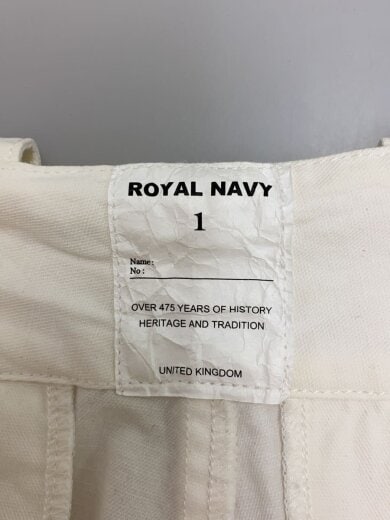 ROYAL NAVY
1
Name:
No :
OVER 475 YEARS OF HISTORY
HERITAGE AND TRADITION
UNITED KINGDOM